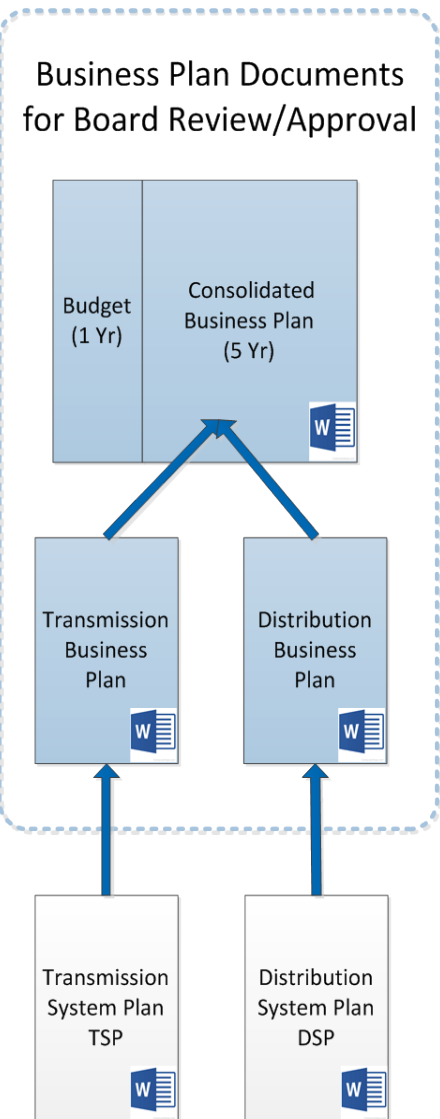 Business Plan Documents
for Board Review/Approval
Budget
(1 Yr)
Consolidated
Business Plan
(5 Yr)
W
Transmission
Business
Plan
W
Distribution
Business
Plan
W
Transmission
System Plan
TSP
W
Distribution
System Plan
DSP
W